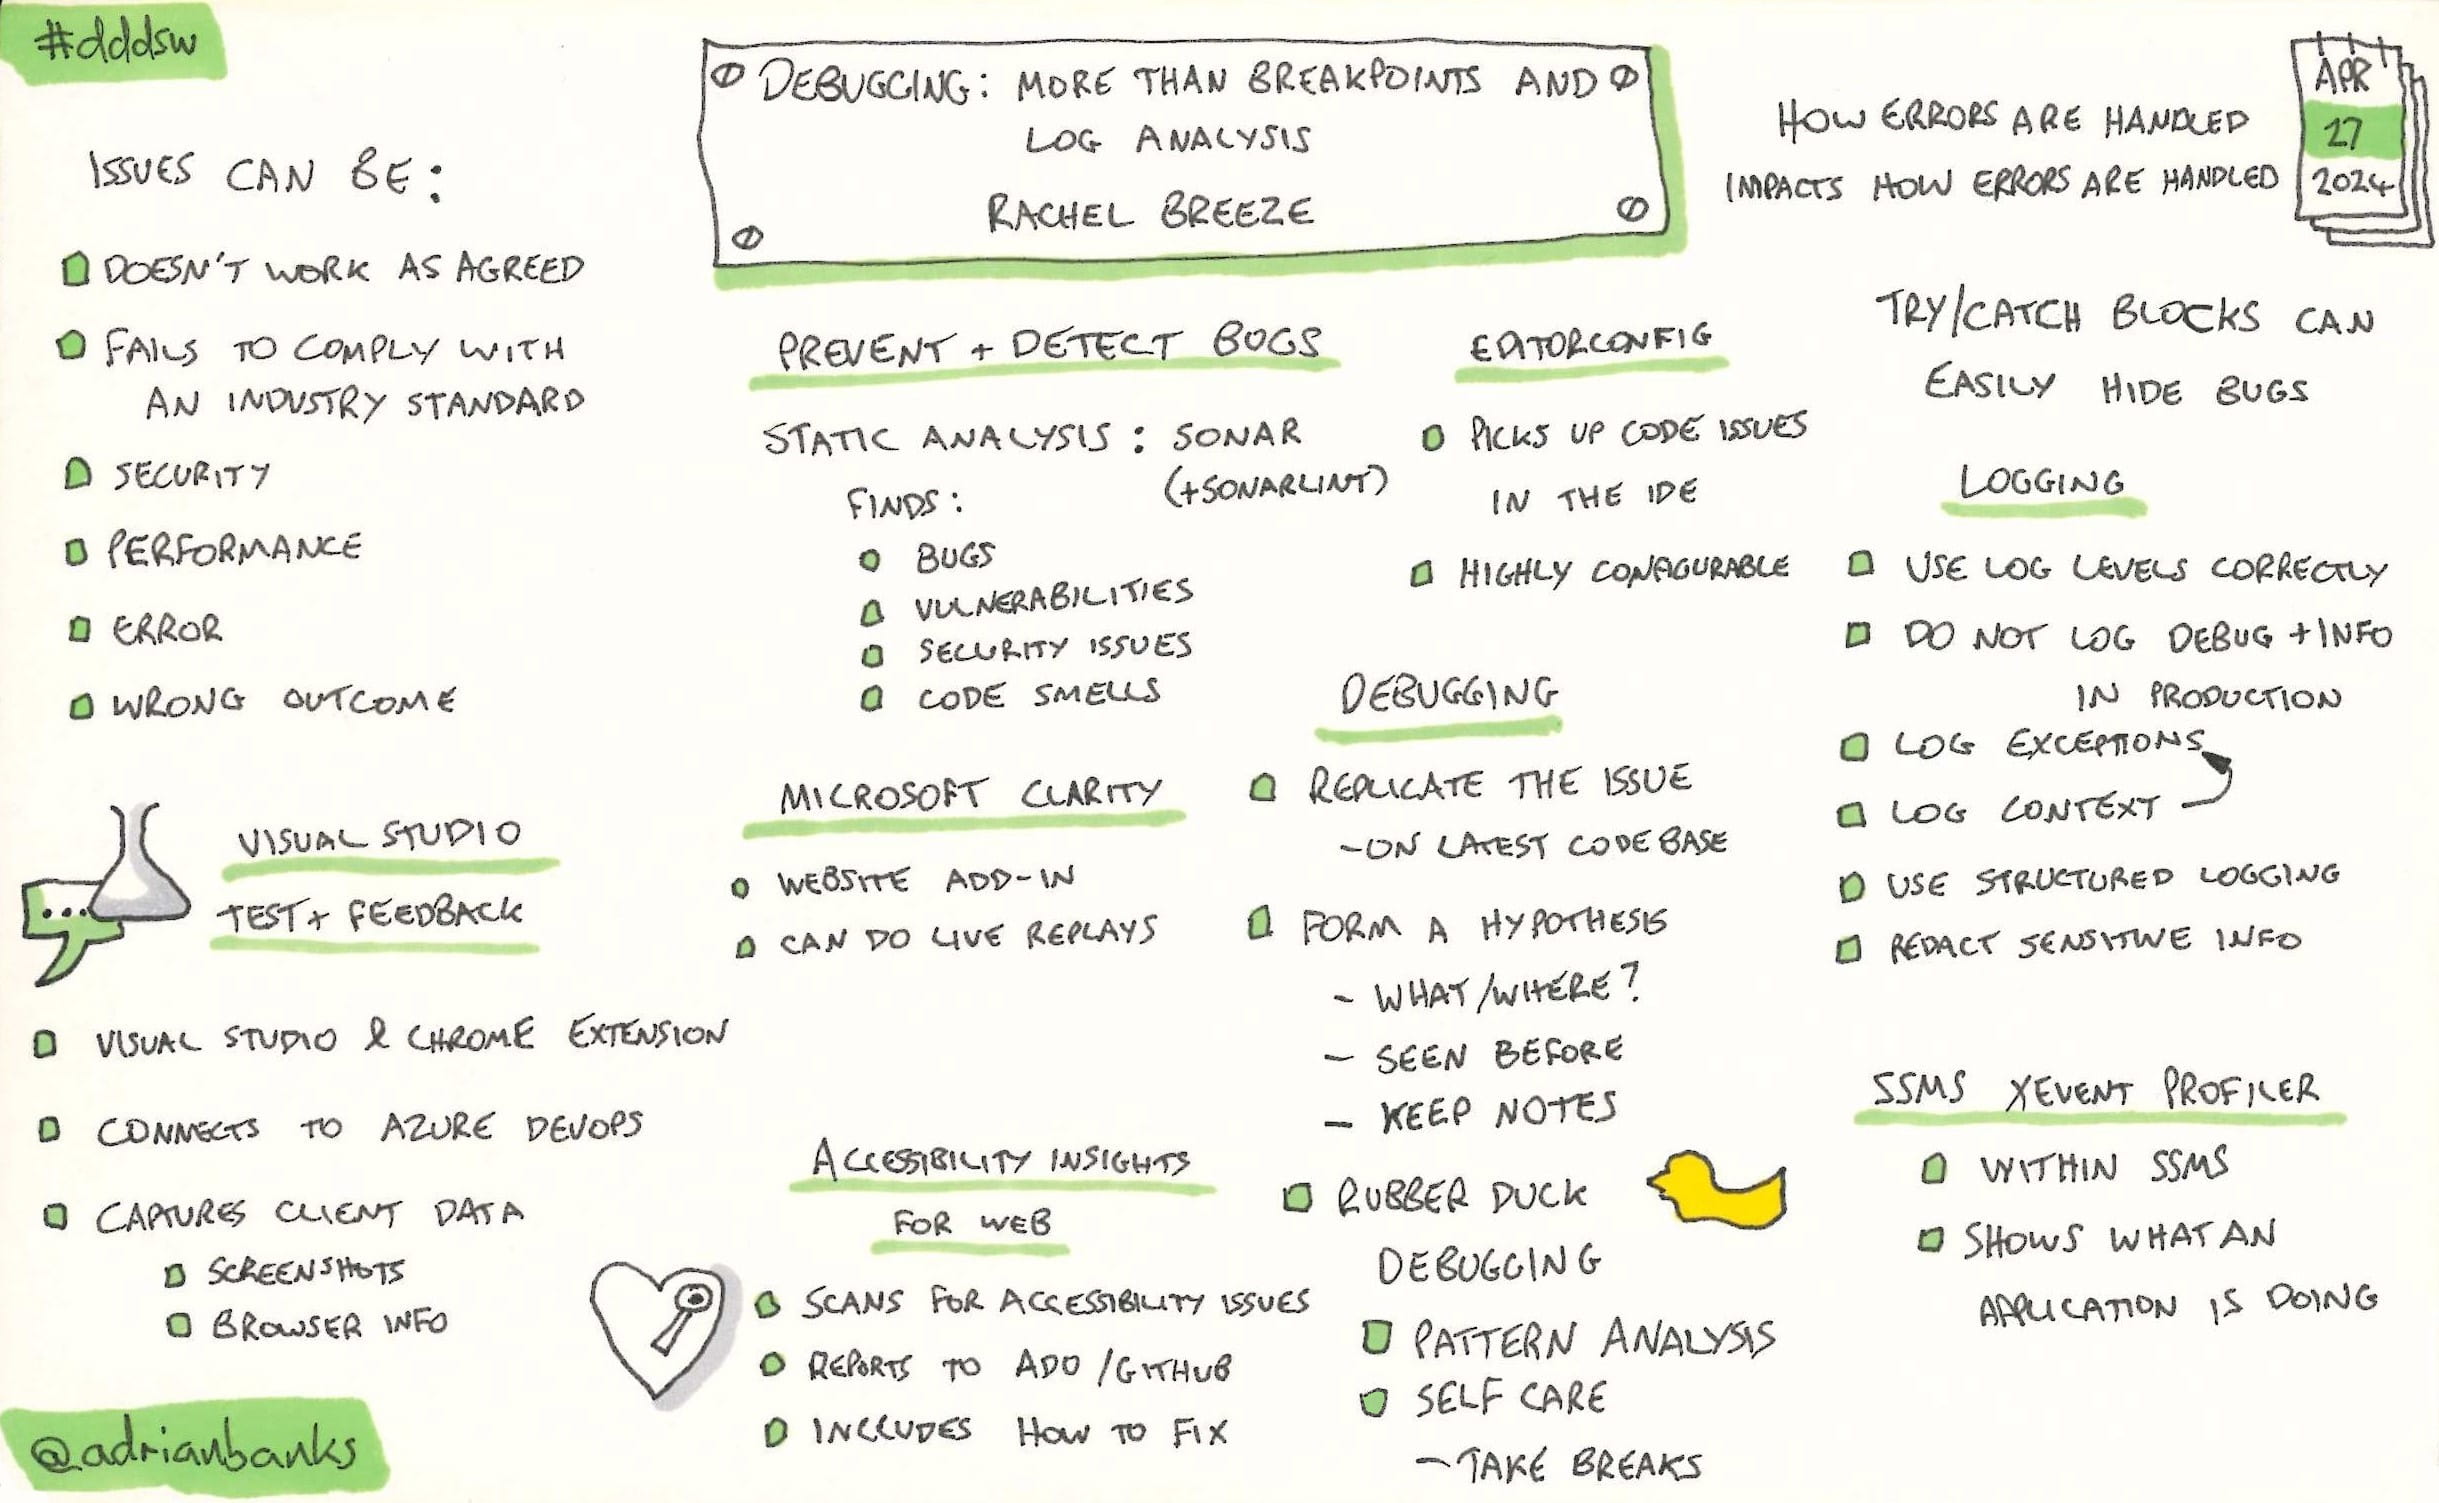 #dddsw
DEBUGGING: MORE THAN BREAKPOINTS AND
LOG ANALYSIS
RACHEL BREEZE
APR
27
2024
HOW ERRORS ARE HANDLED
IMPACTS HOW ERRORS ARE HANDLED
ISSUES CAN BE:
DOESN'T WORK AS AGREED
FAILS TO COMPLY WITH
AN INDUSTRY STANDARD
SECURITY
PERFORMANCE
ERROR
WRONG OUTCOME
VISUAL STUDIO
TEST + FEEDBACK
VISUAL STUDIO & CHROME EXTENSION
CONNECTS TO AZURE DEVOPS
CAPTURES CLIENT DATA
SCREENSHOTS
BROWSER INFO
@adrianbanks
PREVENT + DETECT BUGS
STATIC ANALYSIS: SONAR
(+SONARLINT)
FINDS:
BUGS
VULNERABILITIES
SECURITY ISSUES
CODE SMELLS
MICROSOFT CLARITY
WEBSITE ADD-IN
CAN DO LIVE REPLAYS
ACCESSIBILITY INSIGHTS
FOR WEB
SCANS FOR ACCESSIBILITY ISSUES
REPORTS TO ADO/GITHUB
INCLUDES HOW TO FIX
EDITORCONFIG
PICKS UP CODE ISSUES
IN THE IDE
HIGHLY CONFIGURABLE
DEBUGGING
REPLICATE THE ISSUE
- ON LATEST CODEBASE
FORM A HYPOTHESIS
- WHAT/WHERE?
- SEEN BEFORE
- KEEP NOTES
RUBBER DUCK
DEBUGGING
PATTERN ANALYSIS
SELF CARE
- TAKE BREAKS
TRY/CATCH BLOCKS CAN
EASILY HIDE BUGS
LOGGING
USE LOG LEVELS CORRECTLY
DO NOT LOG DEBUG + INFO
IN PRODUCTION
LOG EXCEPTIONS
LOG CONTEXT
USE STRUCTURED LOGGING
REDACT SENSITIVE INFO
SSMS XEVENT PROFILER
WITHIN SSMS
SHOWS WHAT AN
APPLICATION IS DOING